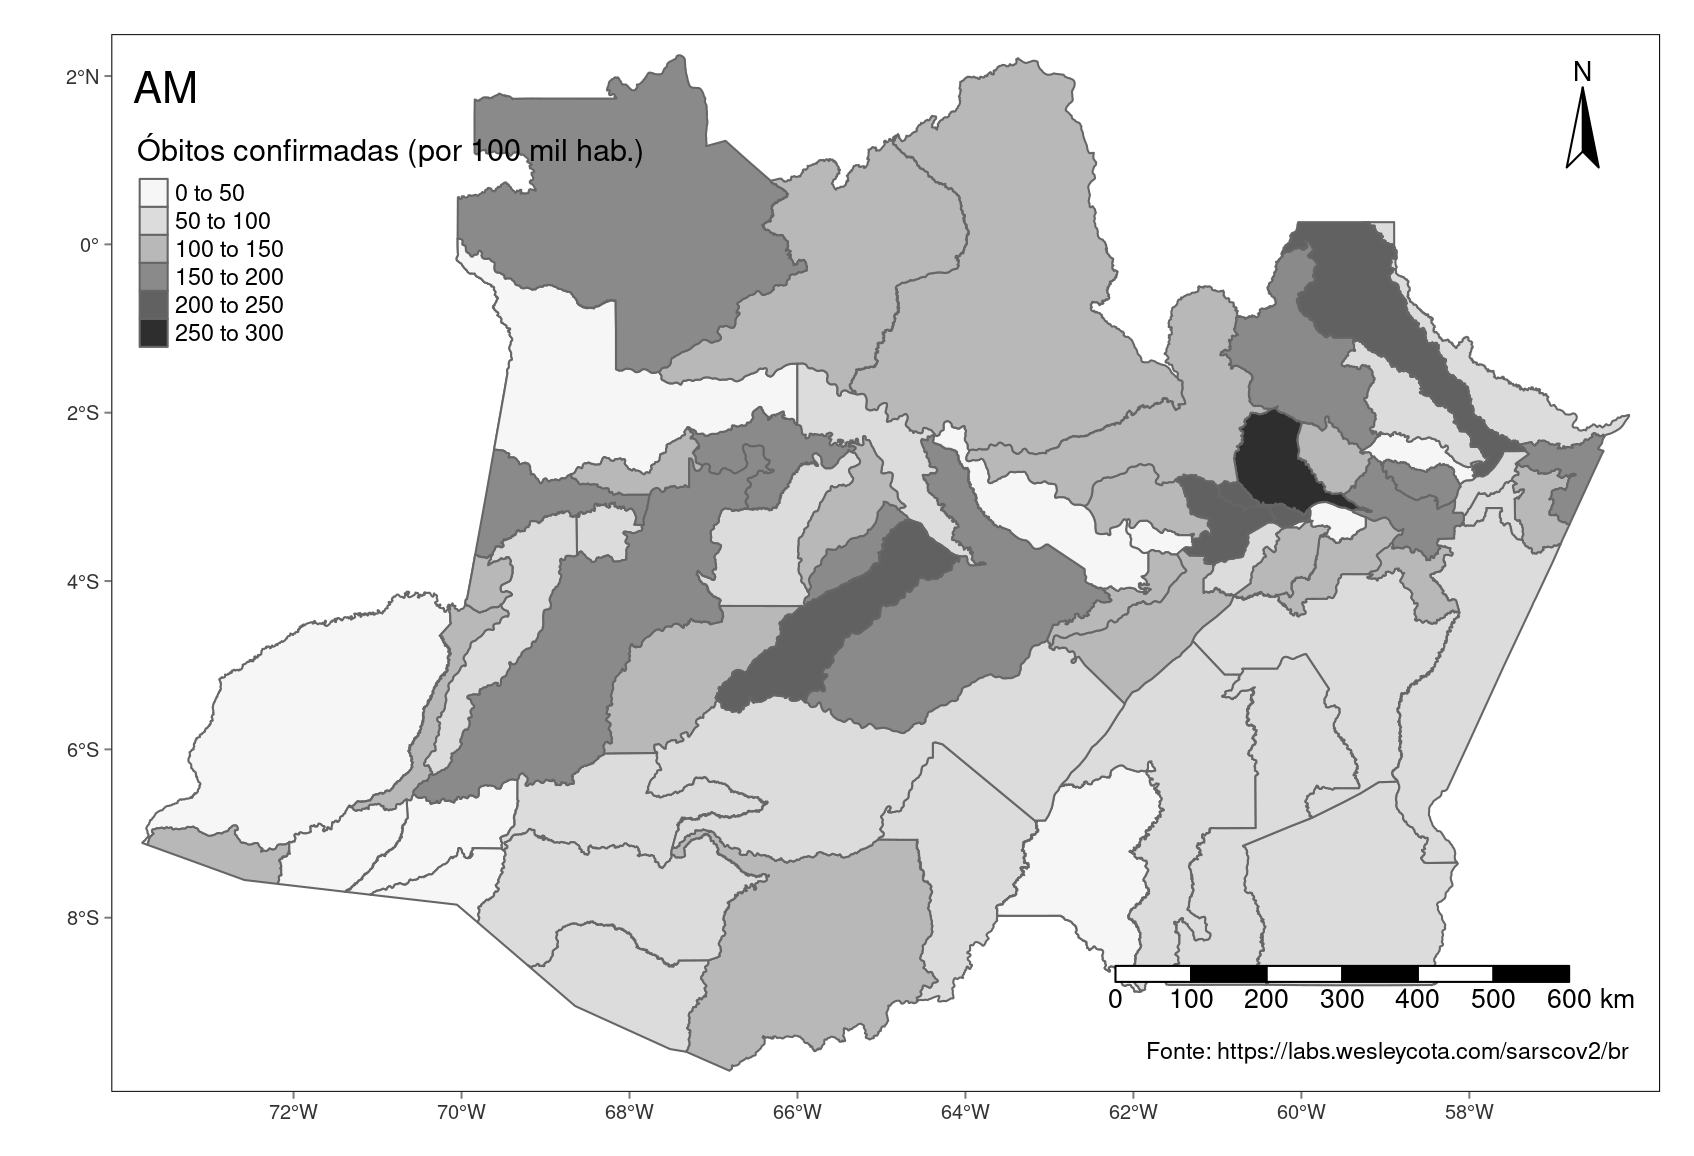 2°N
0°
2°S
4°S
6°S
8°S
AM
Óbitos confirmadas (por 100 mil hab.)
0 to 50
50 to 100
100 to 150
150 to 200
200 to 250
250 to 300
N
0 100 200 300 400 500 600 km
Fonte: https://labs.wesleycota.com/sarscov2/br
72°W 70°W 68°W 66°W 64°W 62°W 60°W 58°W